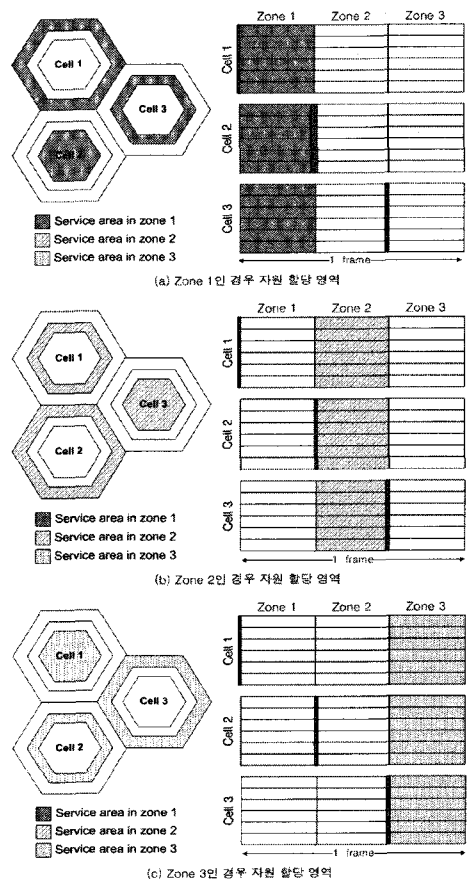 Zone 1 Zone 2 Zone 3
Cell 1
Cell 3
Cell 1
Cell 2
Cell 3
Service area in zone 1
Service area in zone 2
Service area in zone 3
1 frame
(a) Zone 1인 경우 자원 할당 영역
Zone 1 Zone 2 Zone 3
Cell 1
Cell 3
Cell 2
Cell 1
Cell 2
Cell 3
Service area in zone 1
Service area in zone 2
Service area in zone 3
1 frame
(b) Zone 2인 경우 자원 할당 영역
Zone 1 Zone 2 Zone 3
Cell 1
Cell 3
Cell 2
Cell 1
Cell 2
Cell 3
Service area in zone 1
Service area in zone 2
Service area in zone 3
1 frame
(c) Zone 3인 경우 자원 할당 영역